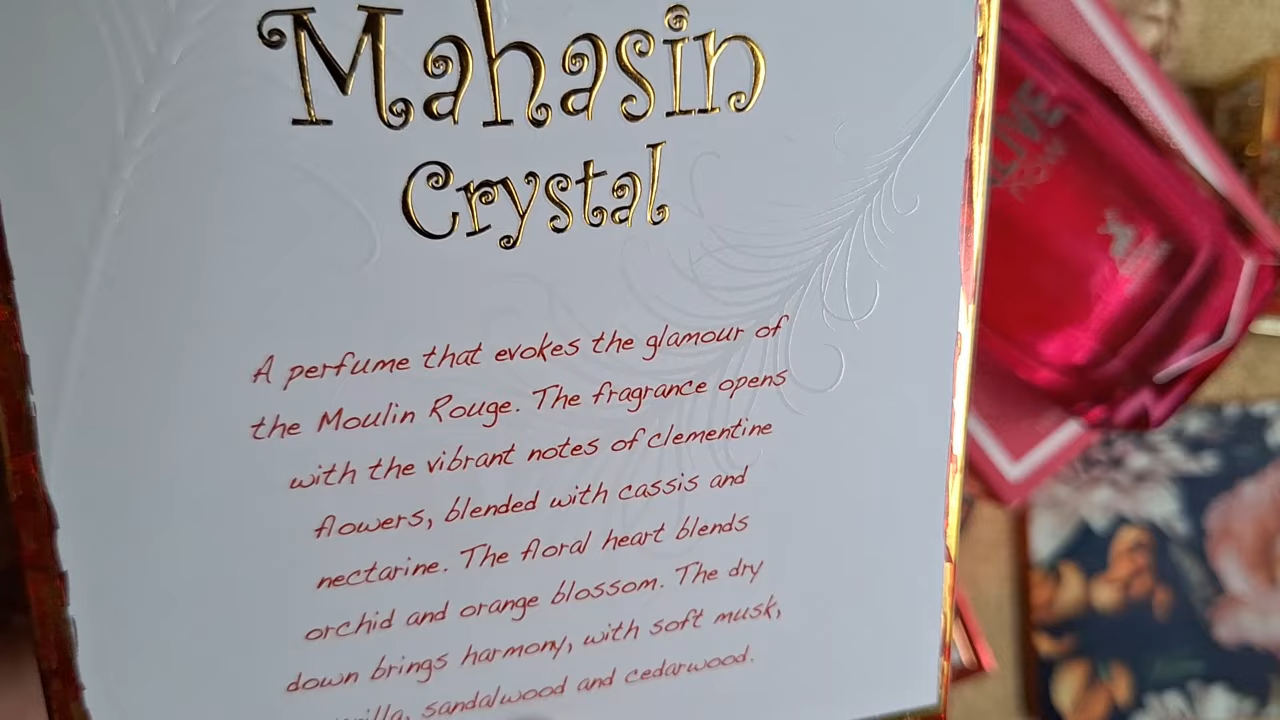 Mahasin
Crystal
A perfume that evokes the glamour of
the Moulin Rouge. The fragrance opens
with the vibrant notes of clementine
flowers, blended with cassis and
nectarine. The floral heart blends
orchid and orange blossom. The dry
down brings harmony, with soft musk,
sandalwood and cedarwood.